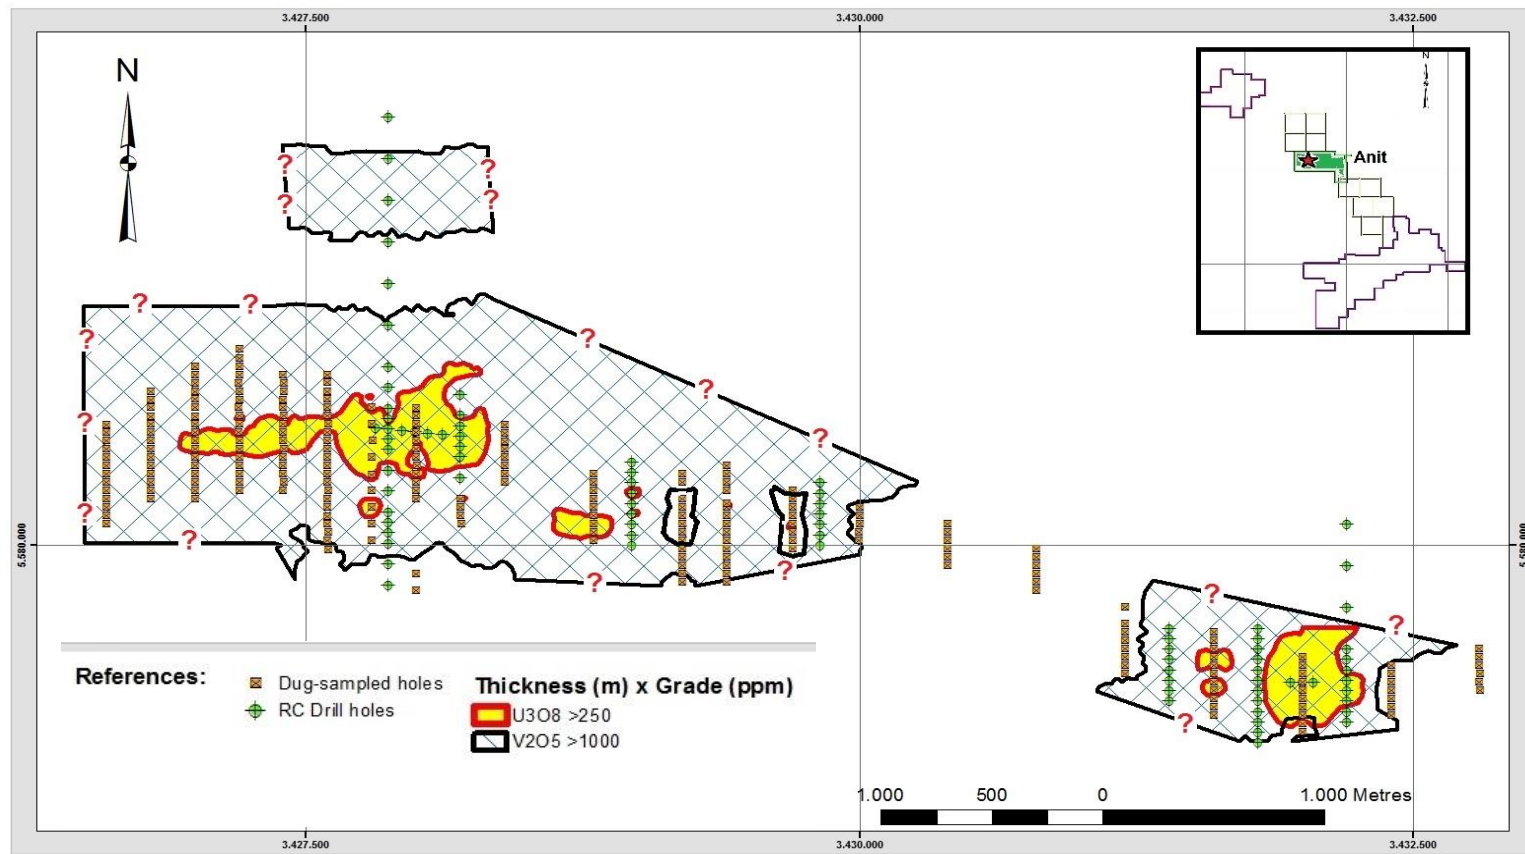 3.427.500 3.430.000 3.432.500
N
N
Anit
? ?
? ?
? ?
? ?
? ?
?
?
? ?
? ?
5.580.000 5.580.000
? ?
?
?
References:
Dug-sampled holes
RC Drill holes
Thickness (m) x Grade (ppm)
U3O8 >250
V2O5 >1000
1.000 500 0 1.000 Metres
3.427.500 3.430.000 3.432.500